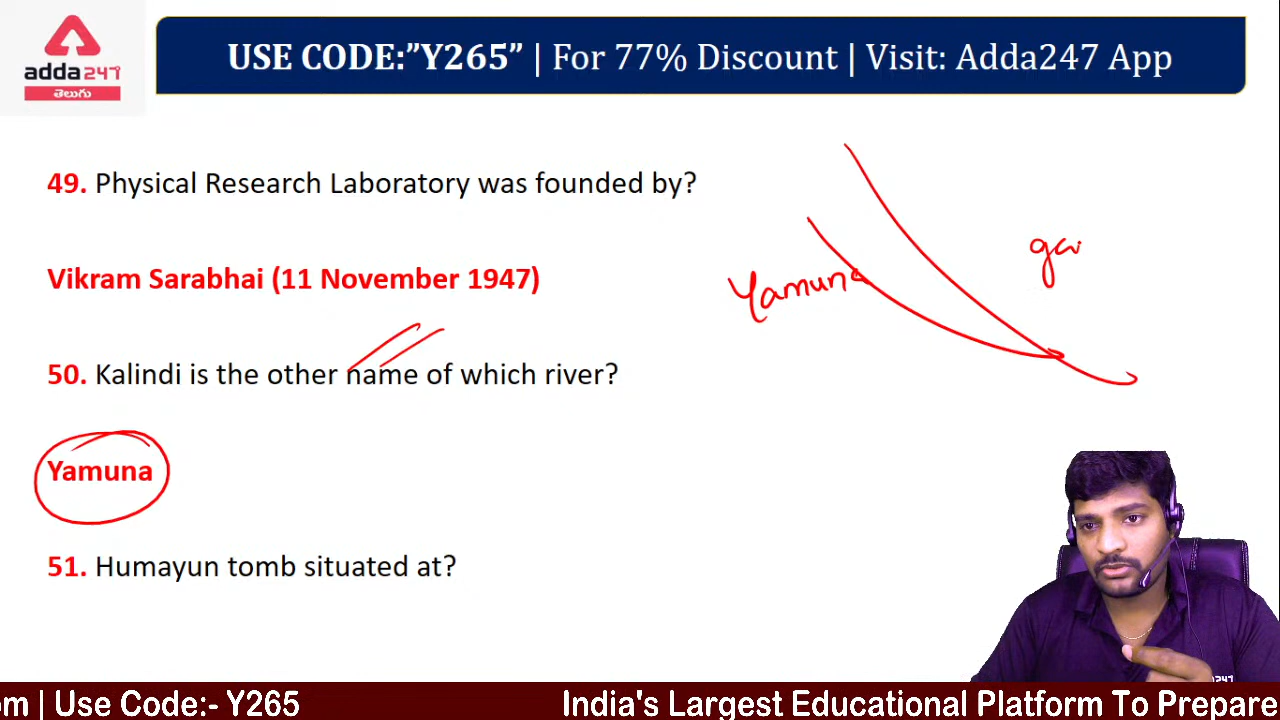 adda247
తెలుగు
USE CODE:”Y265” | For 77% Discount | Visit: Adda247 App
49. Physical Research Laboratory was founded by?
Vikram Sarabhai (11 November 1947)
50. Kalindi is the other name of which river?
Yamuna
51. Humayun tomb situated at?
Yamuna
ga
om | Use Code:- Y265
India's Largest Educational Platform To Prepare
247